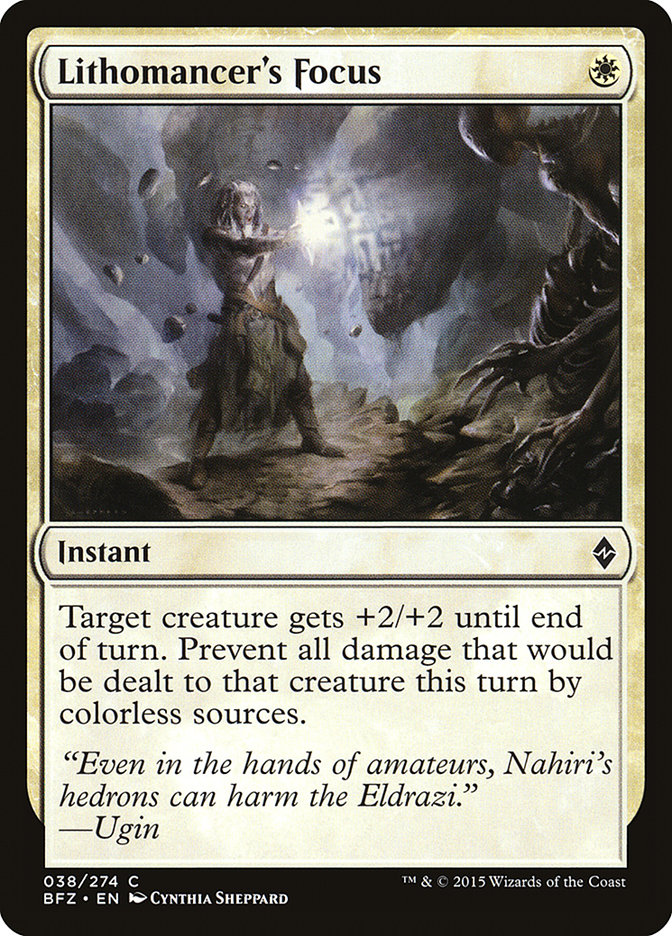 Lithomancer's Focus
Instant
Target creature gets +2/+2 until end
of turn. Prevent all damage that would
be dealt to that creature this turn by
colorless sources.
“Even in the hands of amateurs, Nahiri's
hedrons can harm the Eldrazi.”
—Ugin
038/274 C
BFZ • EN Cynthia Sheppard
™ & © 2015 Wizards of the Coast